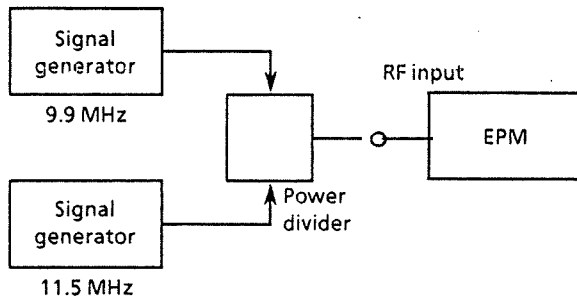 Signal
generator
9.9 MHz
RF input
EPM
Power
divider
Signal
generator
11.5 MHz